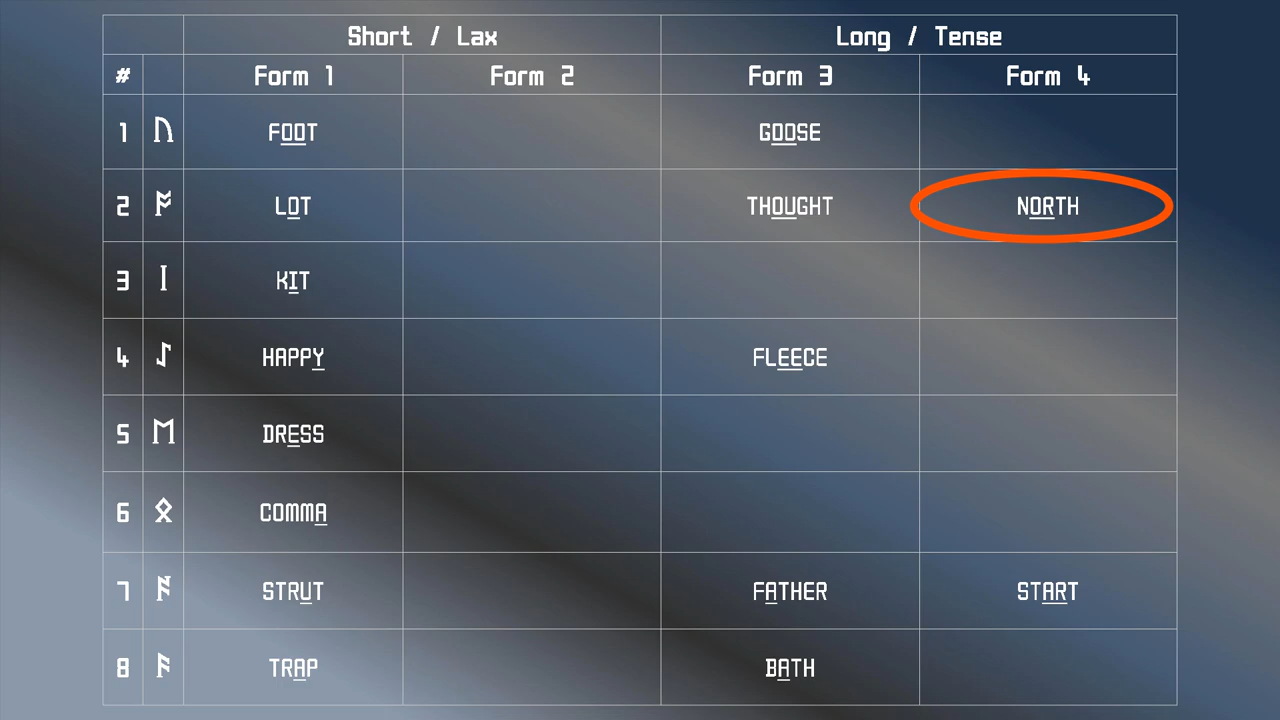 Short / Lax Long / Tense
# Form 1 Form 2 Form 3 Form 4
1 ᚢ FOOT GOOSE
2 ᚩ LOT THOUGHT NORTH
3 ᛁ KIT
4 ᛇ HAPPY FLEECE
5 ᛖ DRESS
6 ᛟ COMMA
7 ᚪ STRUT FATHER START
8 ᚫ TRAP BATH